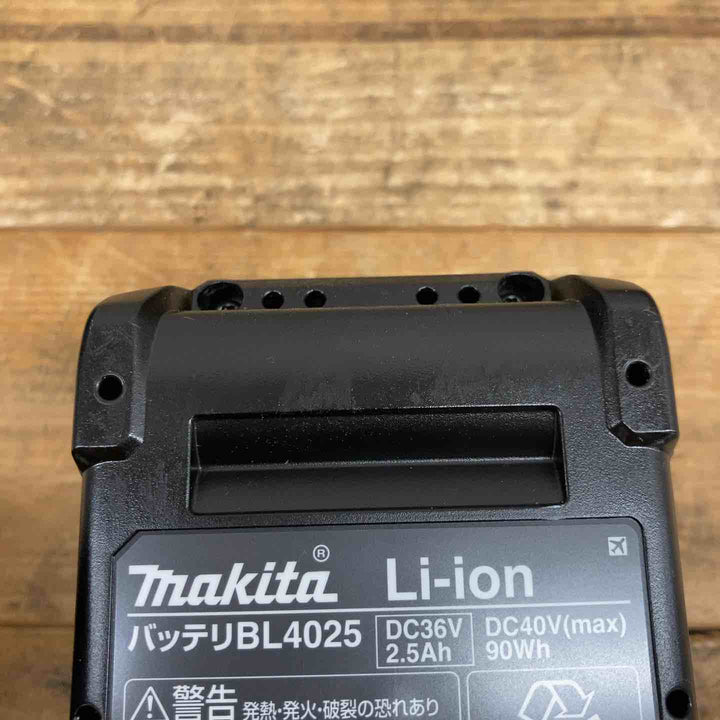 makita® Li-ion
バッテリBL4025 DC36V DC40V(max)
2.5Ah 90Wh
警告 発熱・発火・破裂の恐れあり